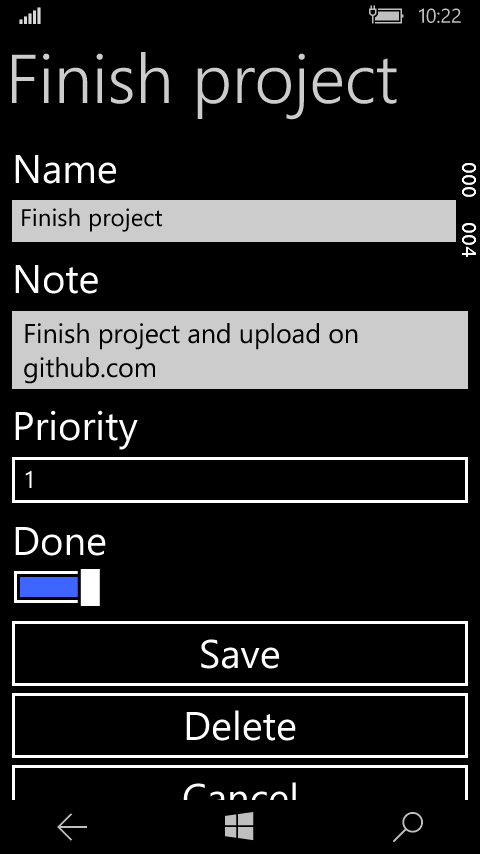 10:22
Finish project
Name
000 004
Finish project
Note
Finish project and upload on
github.com
Priority
1
Done
Save
Delete
Cancel